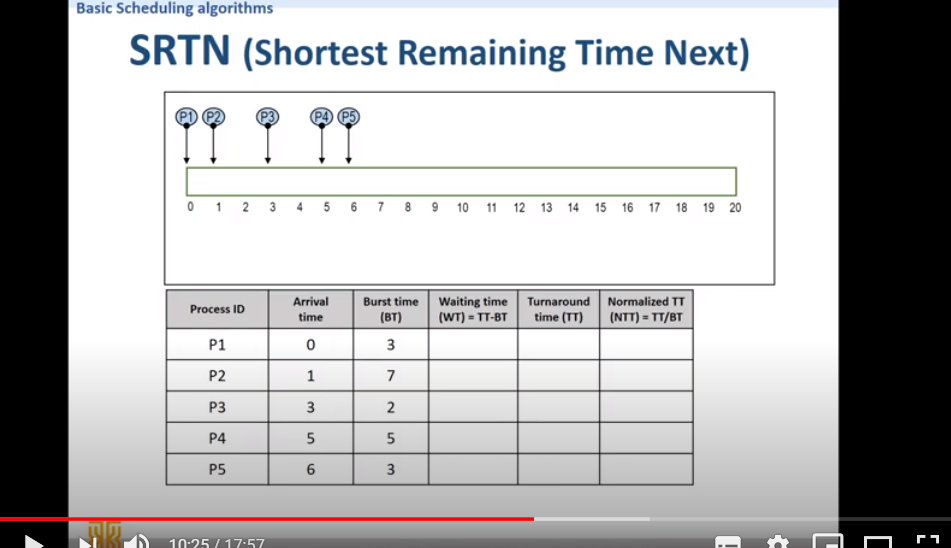 Basic Scheduling algorithms
SRTN (Shortest Remaining Time Next)
P1 P2 P3 P4 P5
0 1 2 3 4 5 6 7 8 9 10 11 12 13 14 15 16 17 18 19 20
Process ID Arrival time Burst time (BT) Waiting time (WT) = TT-BT Turnaround time (TT) Normalized TT (NTT) = TT/BT
P1 0 3
P2 1 7
P3 3 2
P4 5 5
P5 6 3
10:25 / 17:57